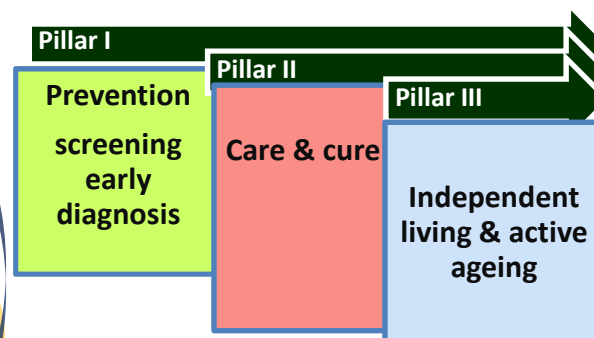 Pillar I
Prevention
screening
early
diagnosis
Pillar II
Care & cure
Pillar III
Independent
living & active
ageing